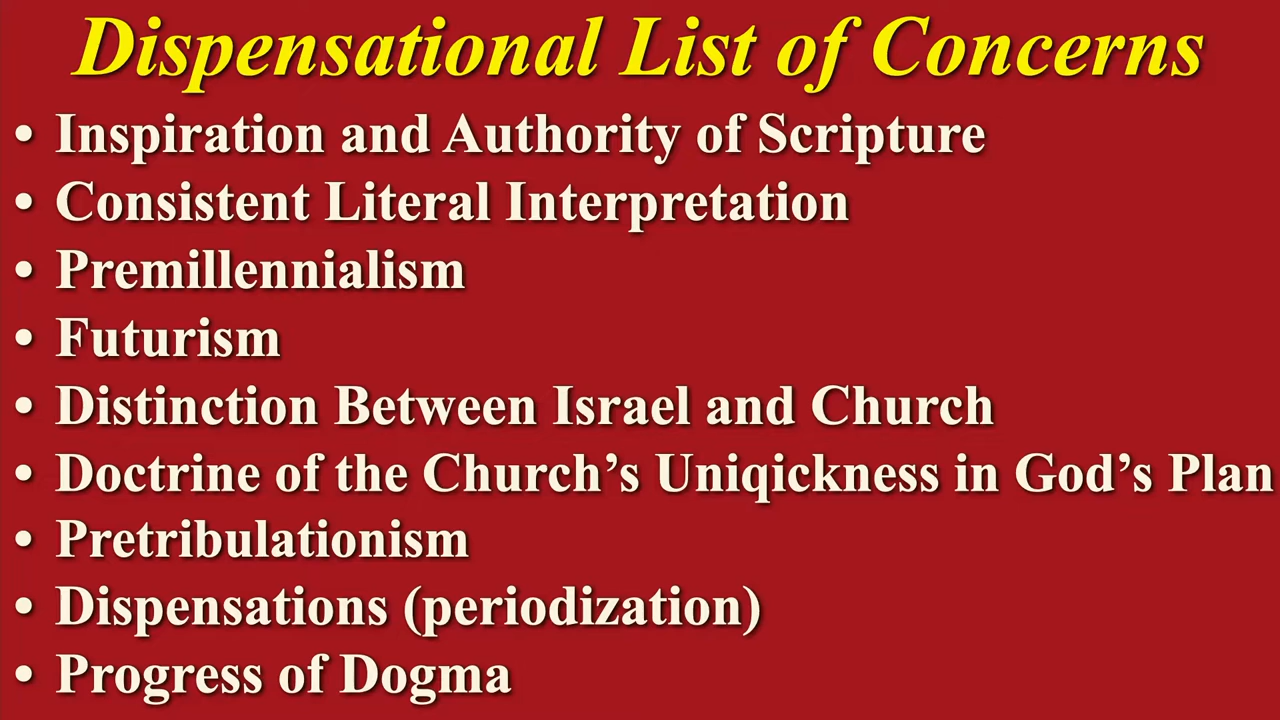 Dispensational List of Concerns
• Inspiration and Authority of Scripture
• Consistent Literal Interpretation
• Premillennialism
• Futurism
• Distinction Between Israel and Church
• Doctrine of the Church’s Uniqickness in God’s Plan
• Pretribulationism
• Dispensations (periodization)
• Progress of Dogma